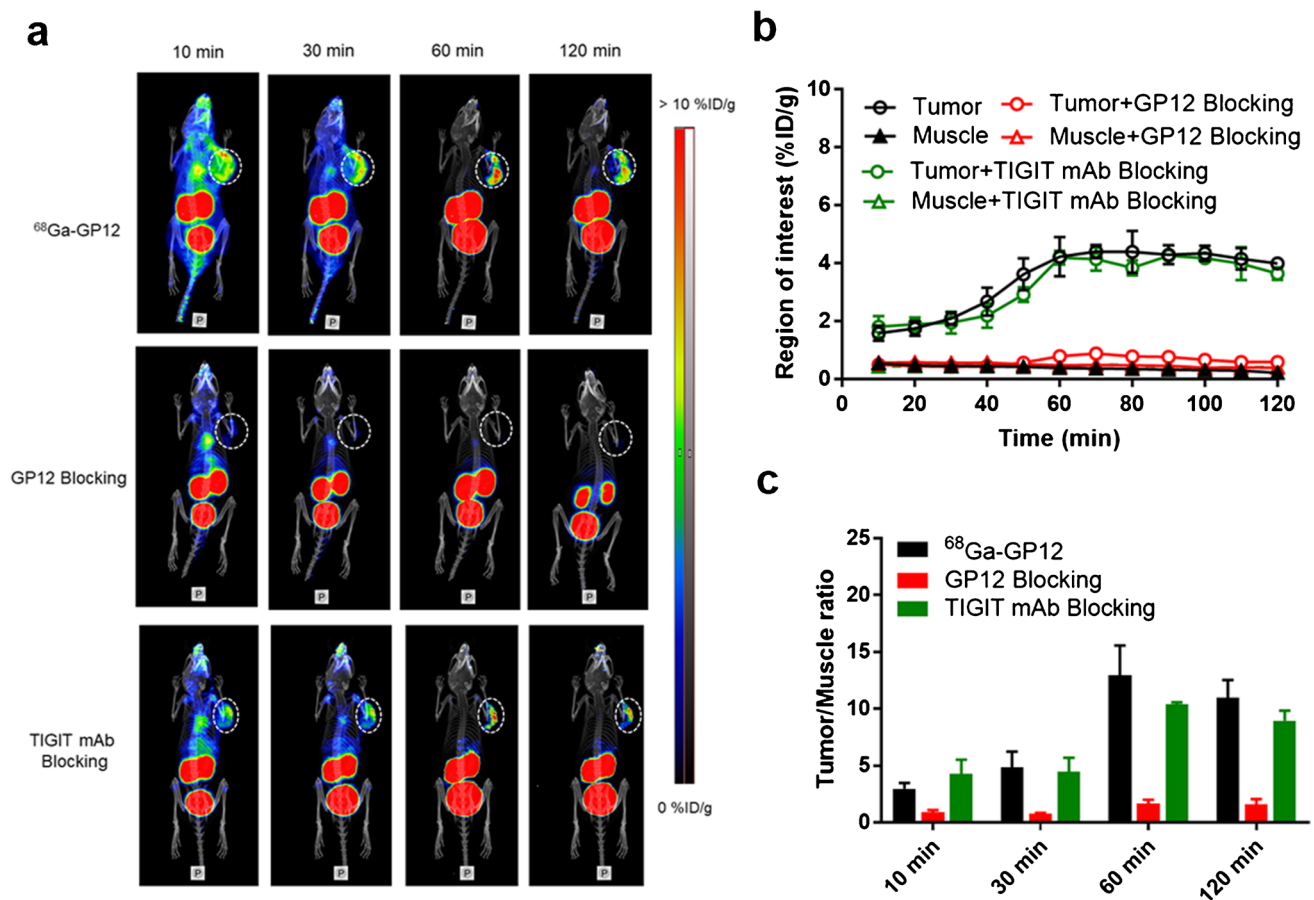 a
10 min 30 min 60 min 120 min
> 10 %ID/g
⁶⁸Ga-GP12
P P P P
GP12 Blocking
P P P P
TIGIT mAb
Blocking
0 %ID/g
P P P P
b
10
8
6
4
2
0
Region of interest (%ID/g)
Tumor
Tumor+GP12 Blocking
Muscle
Muscle+GP12 Blocking
Tumor+TIGIT mAb Blocking
Muscle+TIGIT mAb Blocking
0 20 40 60 80 100 120
Time (min)
c
25
20
15
10
5
0
Tumor/Muscle ratio
⁶⁸Ga-GP12
GP12 Blocking
TIGIT mAb Blocking
10 min 30 min 60 min 120 min